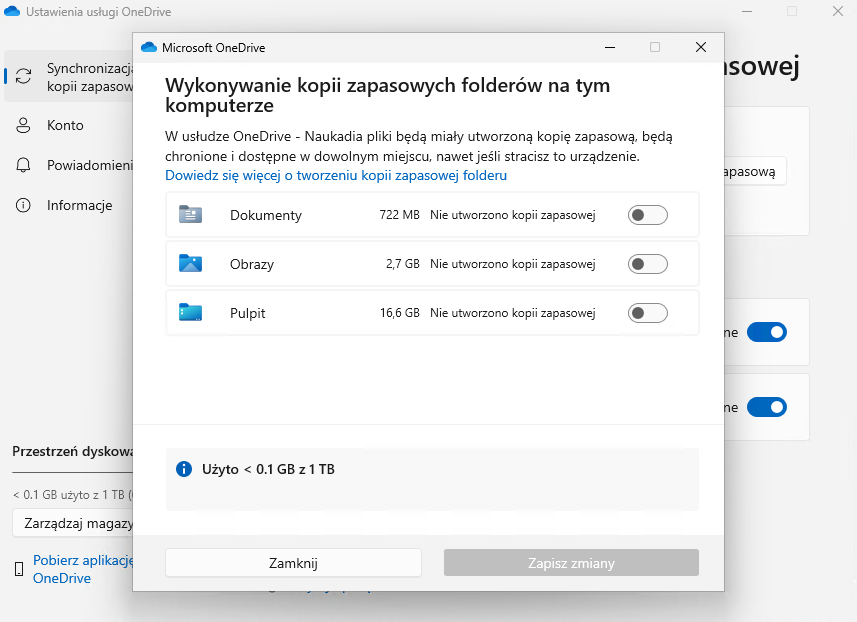 Ustawienia usługi OneDrive
Synchronizacja
kopii zapasow
Konto
Powiadomieni
Informacje
Przestrzeń dyskowa
< 0.1 GB użyto z 1 TB (
Zarządzaj magazy
Pobierz aplikację
OneDrive
Microsoft OneDrive
Wykonywanie kopii zapasowych folderów na tym
komputerze
W usłudze OneDrive - Naukadia pliki będą miały utworzoną kopię zapasową, będą
chronione i dostępne w dowolnym miejscu, nawet jeśli stracisz to urządzenie.
Dowiedz się więcej o tworzeniu kopii zapasowej folderu
Dokumenty 722 MB Nie utworzono kopii zapasowej
Obrazy 2,7 GB Nie utworzono kopii zapasowej
Pulpit 16,6 GB Nie utworzono kopii zapasowej
Użyto < 0.1 GB z 1 TB
Zamknij Zapisz zmiany
sowej
apasową
ne
ne